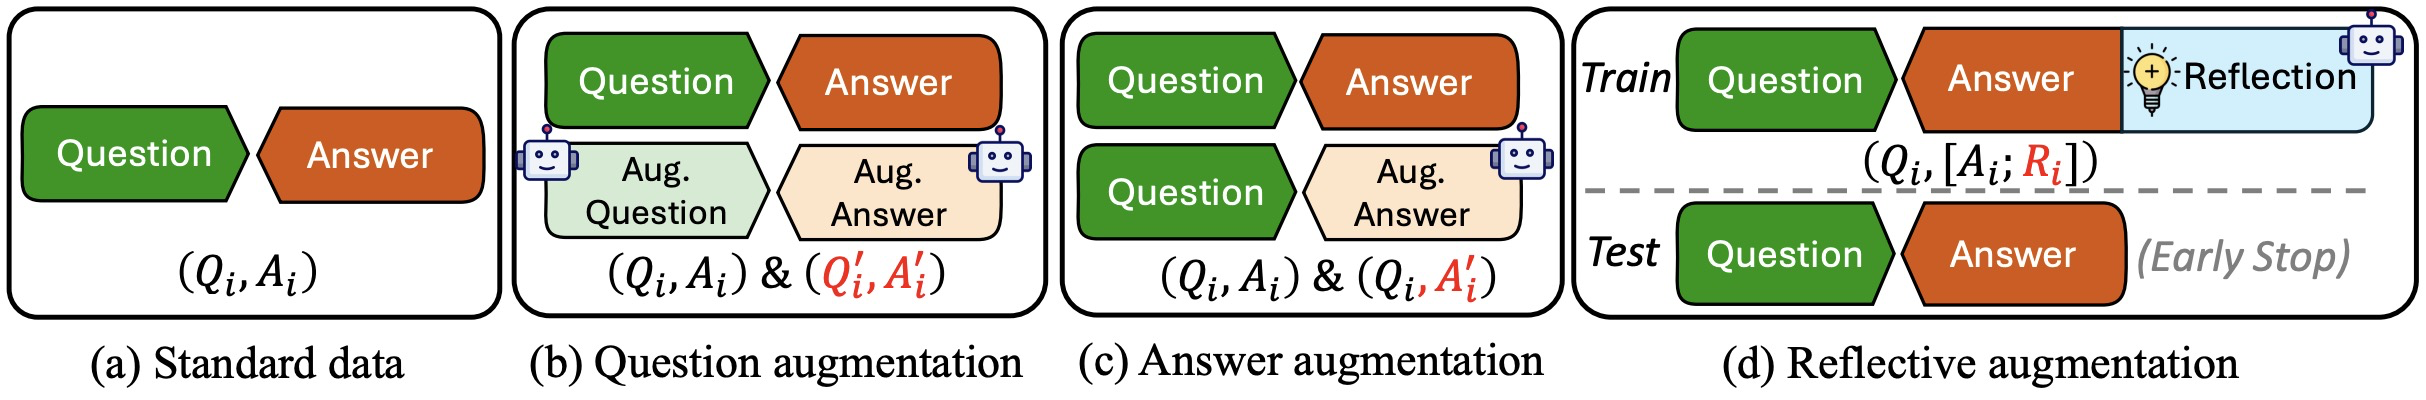 Question Answer
(Q_i, A_i)
(a) Standard data
Question Answer
Aug. Question Aug. Answer
(Q_i, A_i) & (Q'_i, A'_i)
(b) Question augmentation
Question Answer
Question Aug. Answer
(Q_i, A_i) & (Q_i, A'_i)
(c) Answer augmentation
Train Question Answer Reflection
(Q_i, [A_i; R_i])
Test Question Answer (Early Stop)
(d) Reflective augmentation